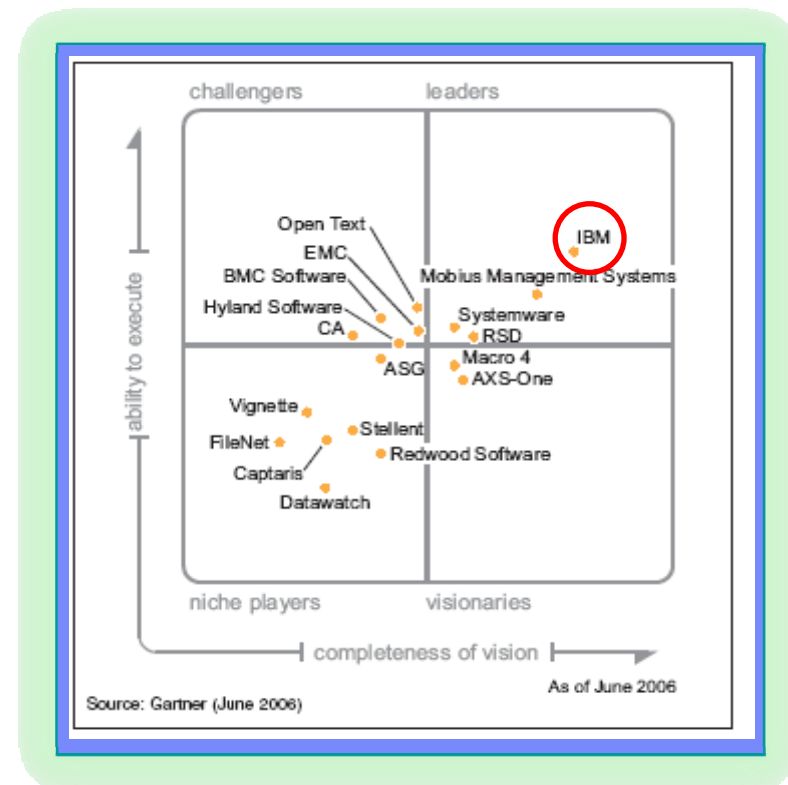 challengers
leaders
IBM
Open Text
EMC
BMC Software
Mobius Management Systems
Hyland Software
Systemware
CA
RSD
Macro 4
ASG
AXS-One
ability to execute
Vignette
Stellent
FileNet
Redwood Software
Captaris
Datawatch
niche players
visionaries
completeness of vision
As of June 2006
Source: Gartner (June 2006)